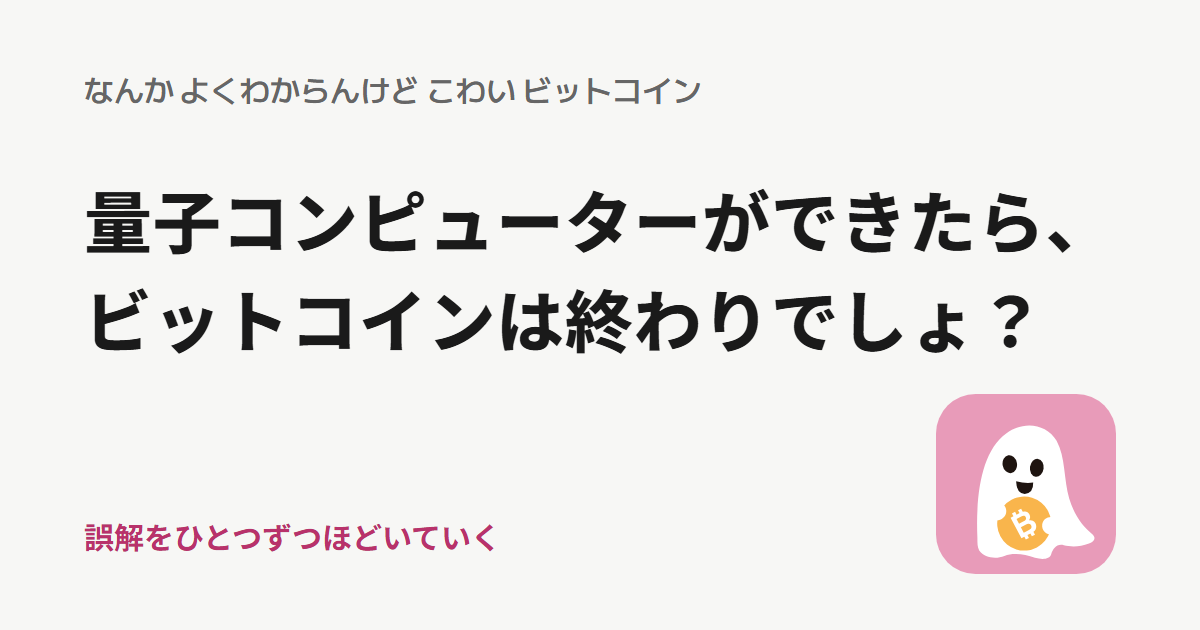 なんか よくわからんけど こわい ビットコイン
量子コンピューターができたら、
ビットコインは終わりでしょ？
誤解をひとつずつほどいていく